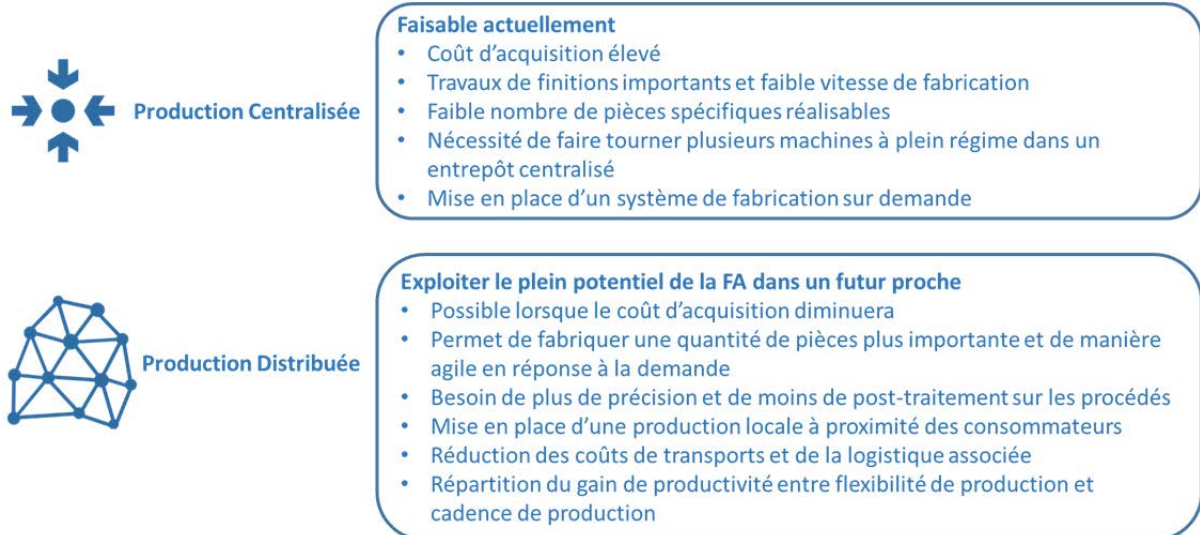 Production Centralisée
Faisable actuellement
• Coût d'acquisition élevé
• Travaux de finitions importants et faible vitesse de fabrication
• Faible nombre de pièces spécifiques réalisables
• Nécessité de faire tourner plusieurs machines à plein régime dans un
entrepôt centralisé
• Mise en place d'un système de fabrication sur demande
Production Distribuée
Exploiter le plein potentiel de la FA dans un futur proche
• Possible lorsque le coût d'acquisition diminuera
• Permet de fabriquer une quantité de pièces plus importante et de manière
agile en réponse à la demande
• Besoin de plus de précision et de moins de post-traitement sur les procédés
• Mise en place d'une production locale à proximité des consommateurs
• Réduction des coûts de transports et de la logistique associée
• Répartition du gain de productivité entre flexibilité de production et
cadence de production